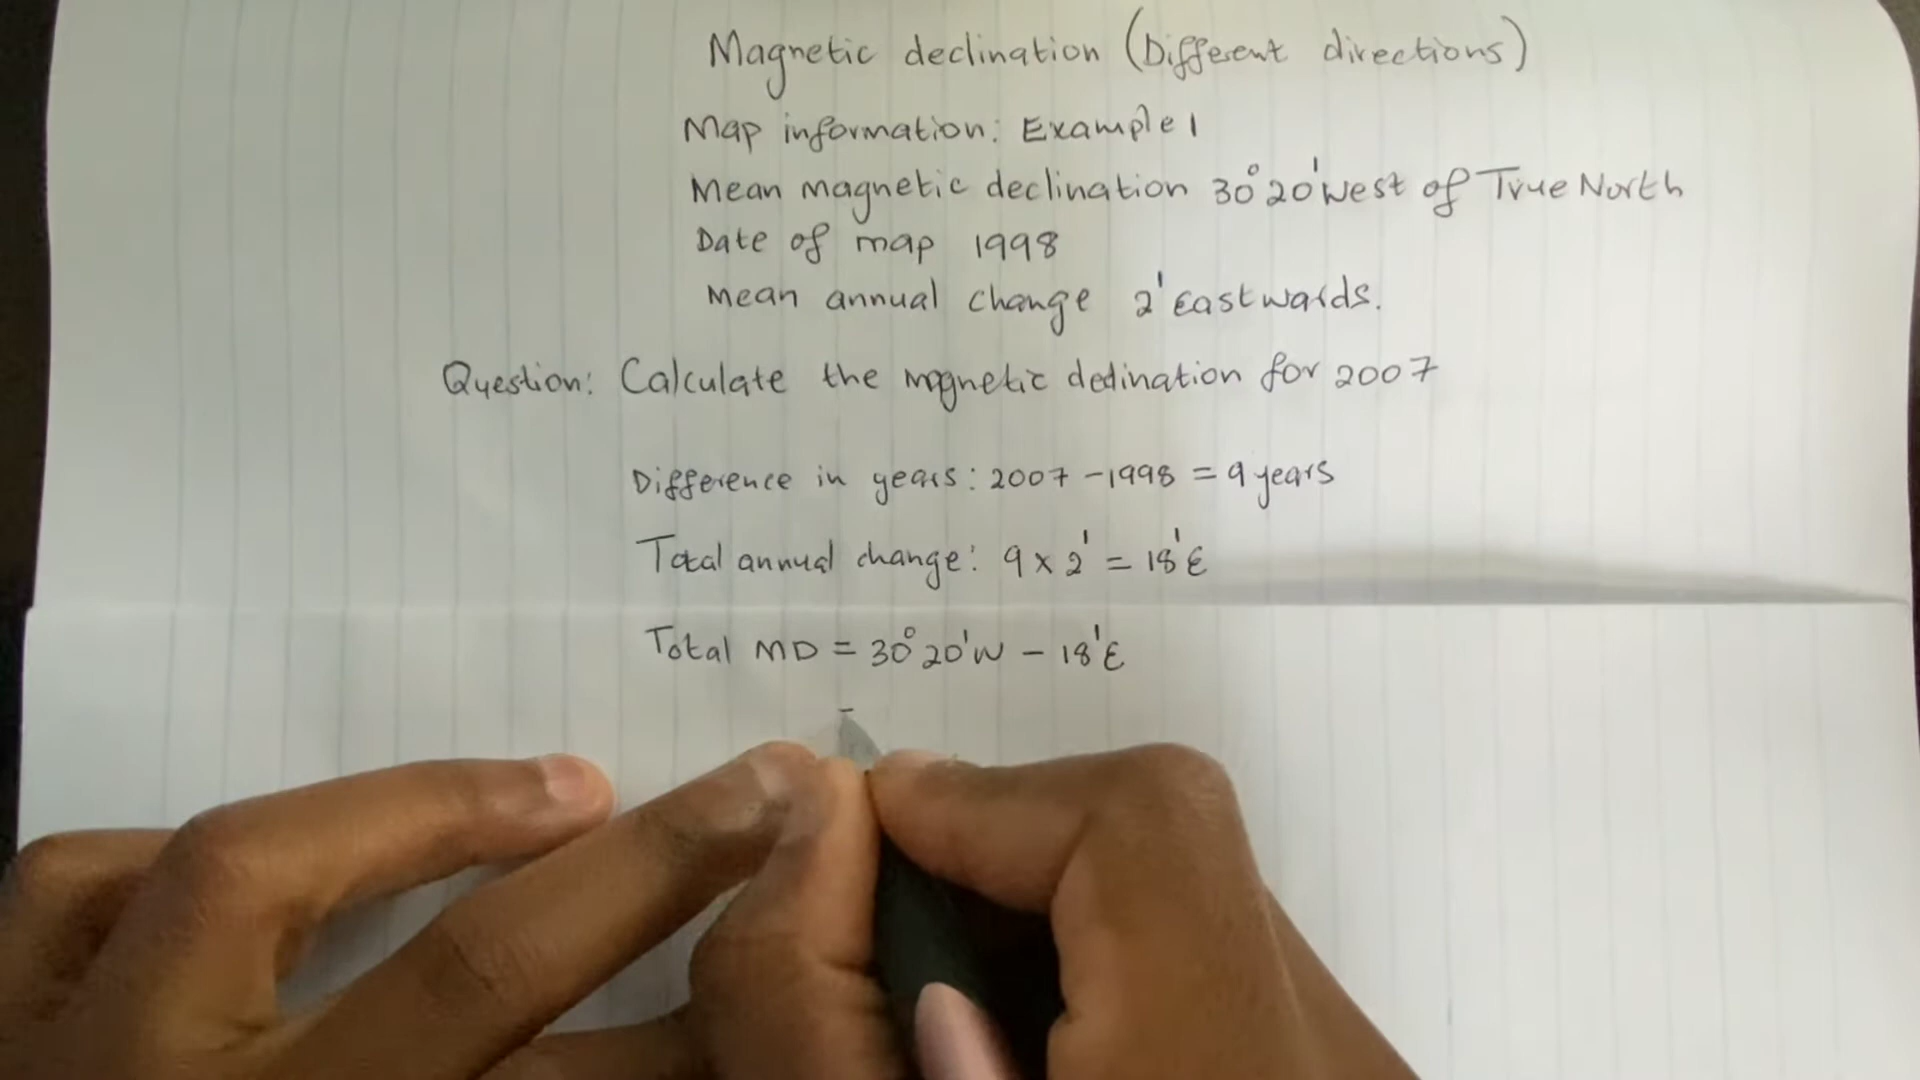 Magnetic declination (Different directions)
Map information: Example 1
Mean magnetic declination 30°20' West of True North
Date of map 1998
Mean annual change 2' Eastwards.
Question: Calculate the magnetic declination for 2007
Difference in years: 2007 - 1998 = 9 years
Total annual change: 9 x 2' = 18'E
Total MD = 30°20'W - 18'E